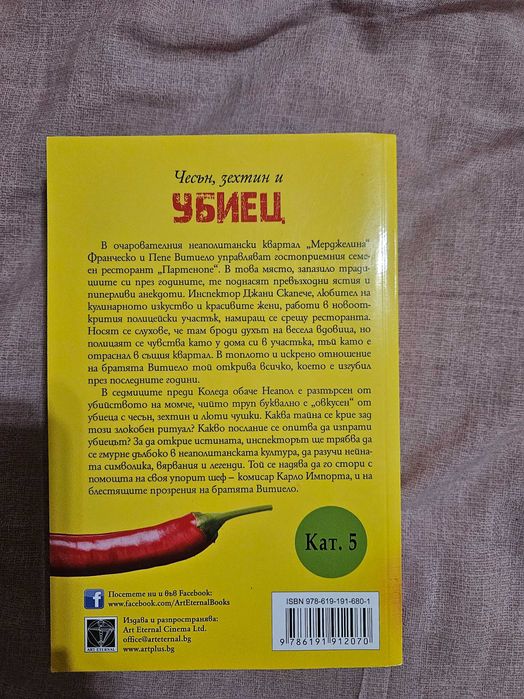 Чесън, зехтин и
УБИЕЦ
В очарователния неаполитански квартал „Мерджелина“
Франческо и Пепе Витиело управляват гостоприемния семе-
ен ресторант „Партенопе“. В това място, запазило тради-
циите си през годините, те поднасят превъзходни ястия и
пиперливи анекдоти. Инспектор Джани Скапече, любител на
кулинарното изкуство и красивите жени, работи в новоот-
крития полицейски участък, намиращ се срещу ресторанта.
Носят се слухове, че там броди духът на весела вдовица, но
полицаят се чувства като у дома си в участъка, тъй като е
отраснал в същия квартал. В топлото и искрено отношение
на братята Витиело той открива всичко, което е изгубил
през последните години.
В седмиците преди Коледа обаче Неапол е разтърсен от
убийството на момче, чийто труп буквално е „овкусен“ от
убиеца с чесън, зехтин и люти чушки. Каква тайна се крие зад
този злокобен ритуал? Какво послание се опитва да изпрати
убиецът? За да открие истината, инспекторът ще трябва да
се гмурне дълбоко в неаполитанската култура, да разучи нейна-
та символика, вярвания и легенди. Той се надява да го стори с
помощта на своя упорит шеф – комисар Карло Импорта, и на
блестящите прозрения на братята Витиело.
Кат. 5
Посетете ни и във Facebook:
www.facebook.com/ArtEternalBooks
Издава и разпространява:
Art Eternal Cinema Ltd.
office@arteternal.bg
www.artplus.bg
ART ETERNAL
ISBN 978-619-191-680-1
9 786191 912070